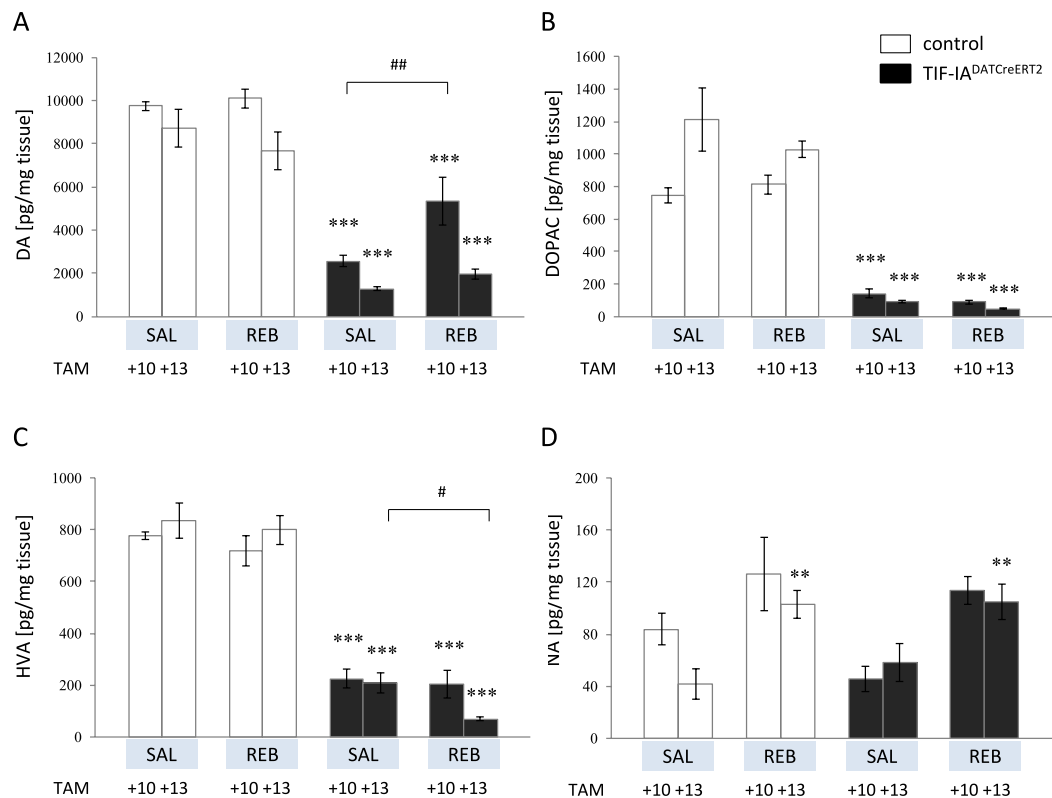 A
DA [pg/mg tissue]
12000
10000
8000
6000
4000
2000
0
##
***
***
***
***
SAL REB SAL REB
TAM +10 +13 +10 +13 +10 +13 +10 +13
B
control
TIF-IADATCreERT2
DOPAC [pg/mg tissue]
1600
1400
1200
1000
800
600
400
200
0
***
***
***
***
SAL REB SAL REB
TAM +10 +13 +10 +13 +10 +13 +10 +13
C
HVA [pg/mg tissue]
1000
800
600
400
200
0
#
***
***
***
***
SAL REB SAL REB
TAM +10 +13 +10 +13 +10 +13 +10 +13
D
NA [pg/mg tissue]
200
160
120
80
40
0
**
**
SAL REB SAL REB
TAM +10 +13 +10 +13 +10 +13 +10 +13